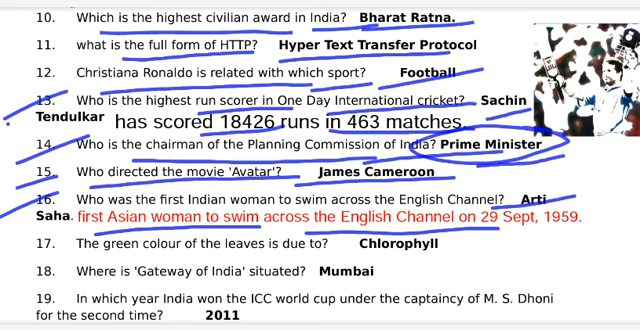 10. Which is the highest civilian award in India? Bharat Ratna.
11. what is the full form of HTTP? Hyper Text Transfer Protocol
12. Christiana Ronaldo is related with which sport? Football
13. Who is the highest run scorer in One Day International cricket? Sachin
Tendulkar has scored 18426 runs in 463 matches.
14. Who is the chairman of the Planning Commission of India? Prime Minister
15. Who directed the movie 'Avatar'? James Cameroon
16. Who was the first Indian woman to swim across the English Channel? Arti
Saha. first Asian woman to swim across the English Channel on 29 Sept, 1959.
17. The green colour of the leaves is due to? Chlorophyll
18. Where is 'Gateway of India' situated? Mumbai
19. In which year India won the ICC world cup under the captaincy of M. S. Dhoni
for the second time? 2011